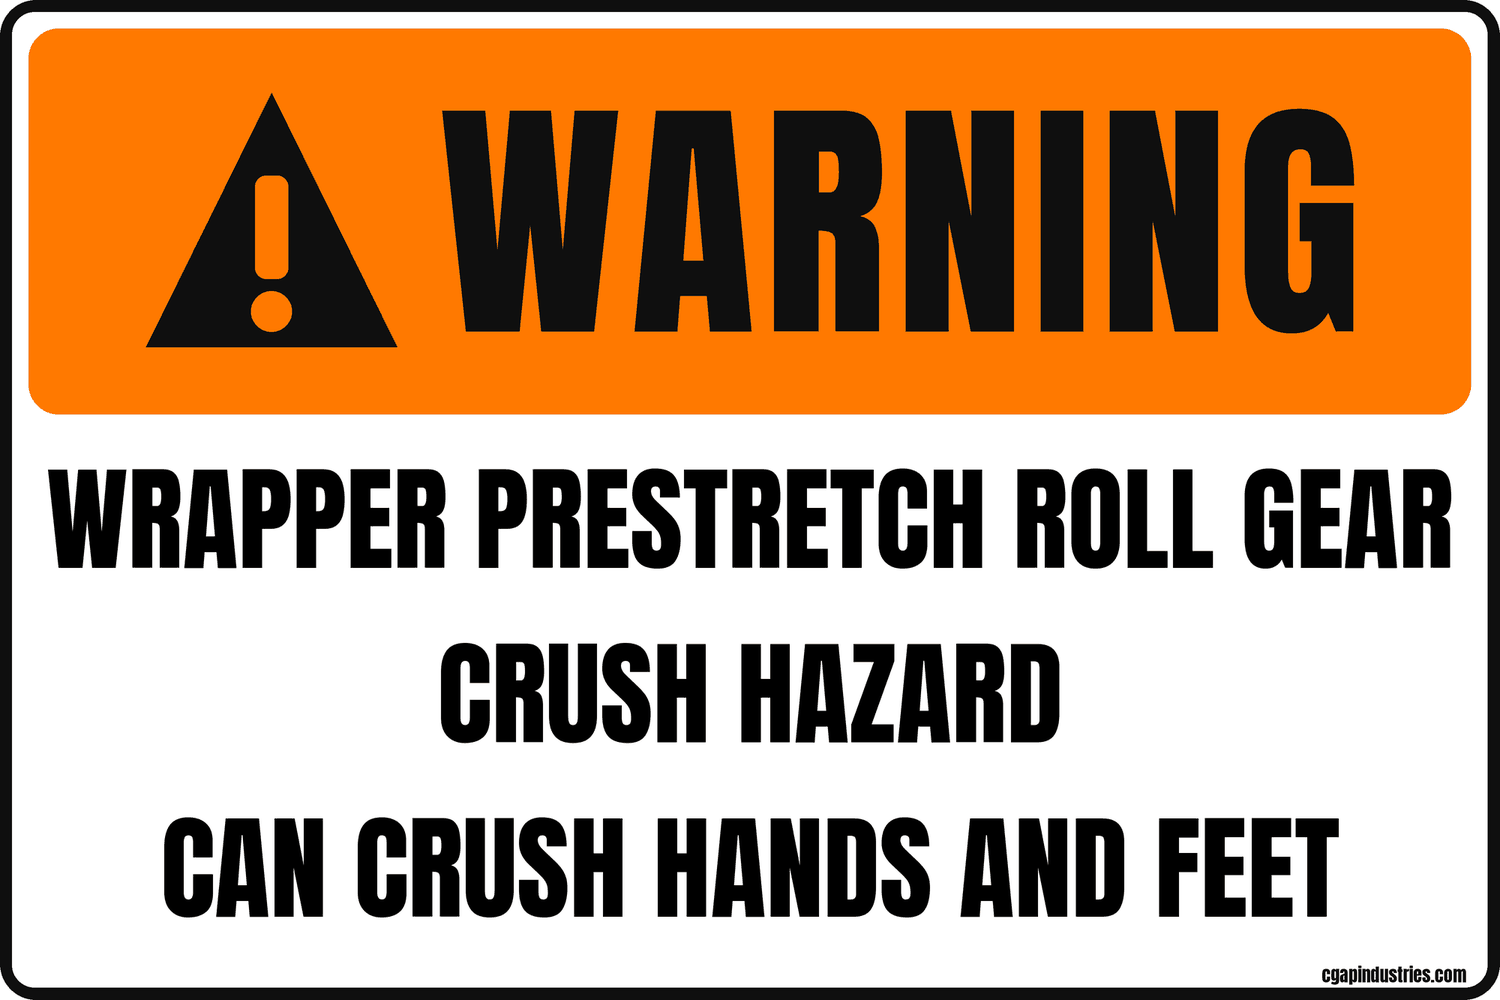 WARNING
WRAPPER PRESTRETCH ROLL GEAR
CRUSH HAZARD
CAN CRUSH HANDS AND FEET
cgapindustries.com